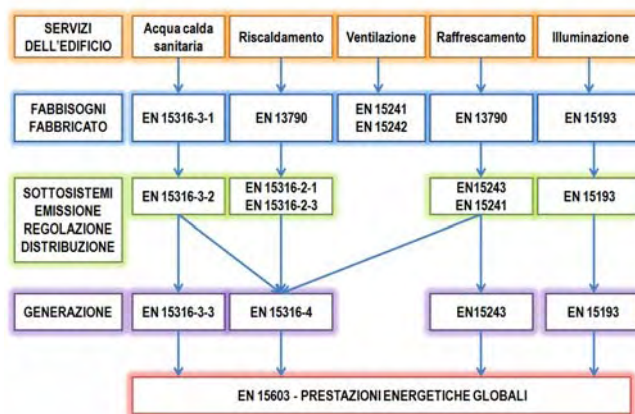 SERVIZI
DELL'EDIFICIO
Acqua calda
sanitaria
Riscaldamento
Ventilazione
Raffrescamento
Illuminazione
FABBISOGNI
FABBRICATO
EN 15316-3-1
EN 13790
EN 15241
EN 15242
EN 13790
EN 15193
SOTTOSISTEMI
EMISSIONE
REGOLAZIONE
DISTRIBUZIONE
EN 15316-3-2
EN 15316-2-1
EN 15316-2-3
EN15243
EN 15241
EN 15193
GENERAZIONE
EN 15316-3-3
EN 15316-4
EN15243
EN 15193
EN 15603 - PRESTAZIONI ENERGETICHE GLOBALI